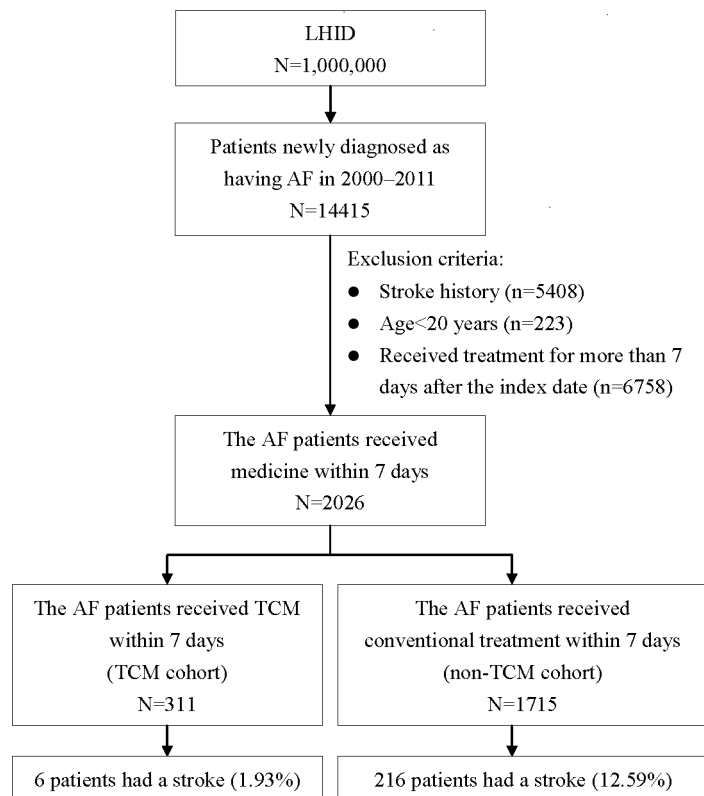 LHID
N=1,000,000
Patients newly diagnosed as
having AF in 2000–2011
N=14415
Exclusion criteria:
● Stroke history (n=5408)
● Age<20 years (n=223)
● Received treatment for more than 7
days after the index date (n=6758)
The AF patients received
medicine within 7 days
N=2026
The AF patients received TCM
within 7 days
(TCM cohort)
N=311
The AF patients received
conventional treatment within 7 days
(non-TCM cohort)
N=1715
6 patients had a stroke (1.93%)
216 patients had a stroke (12.59%)